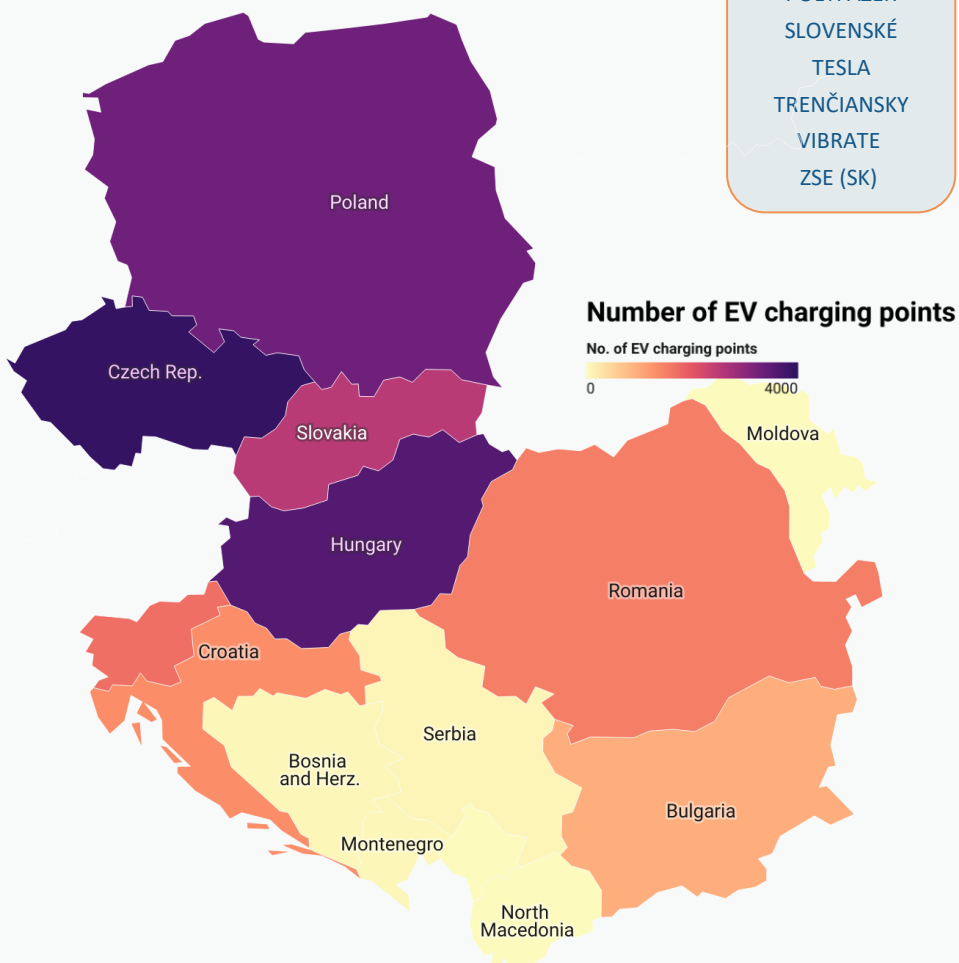 SLOVENSKÉ
TESLA
TRENČIANSKY
VIBRATE
ZSE (SK)
Poland
Number of EV charging points
No. of EV charging points
0
4000
Czech Rep.
Slovakia
Moldova
Hungary
Romania
Croatia
Serbia
Bosnia
and Herz.
Bulgaria
Montenegro
North
Macedonia